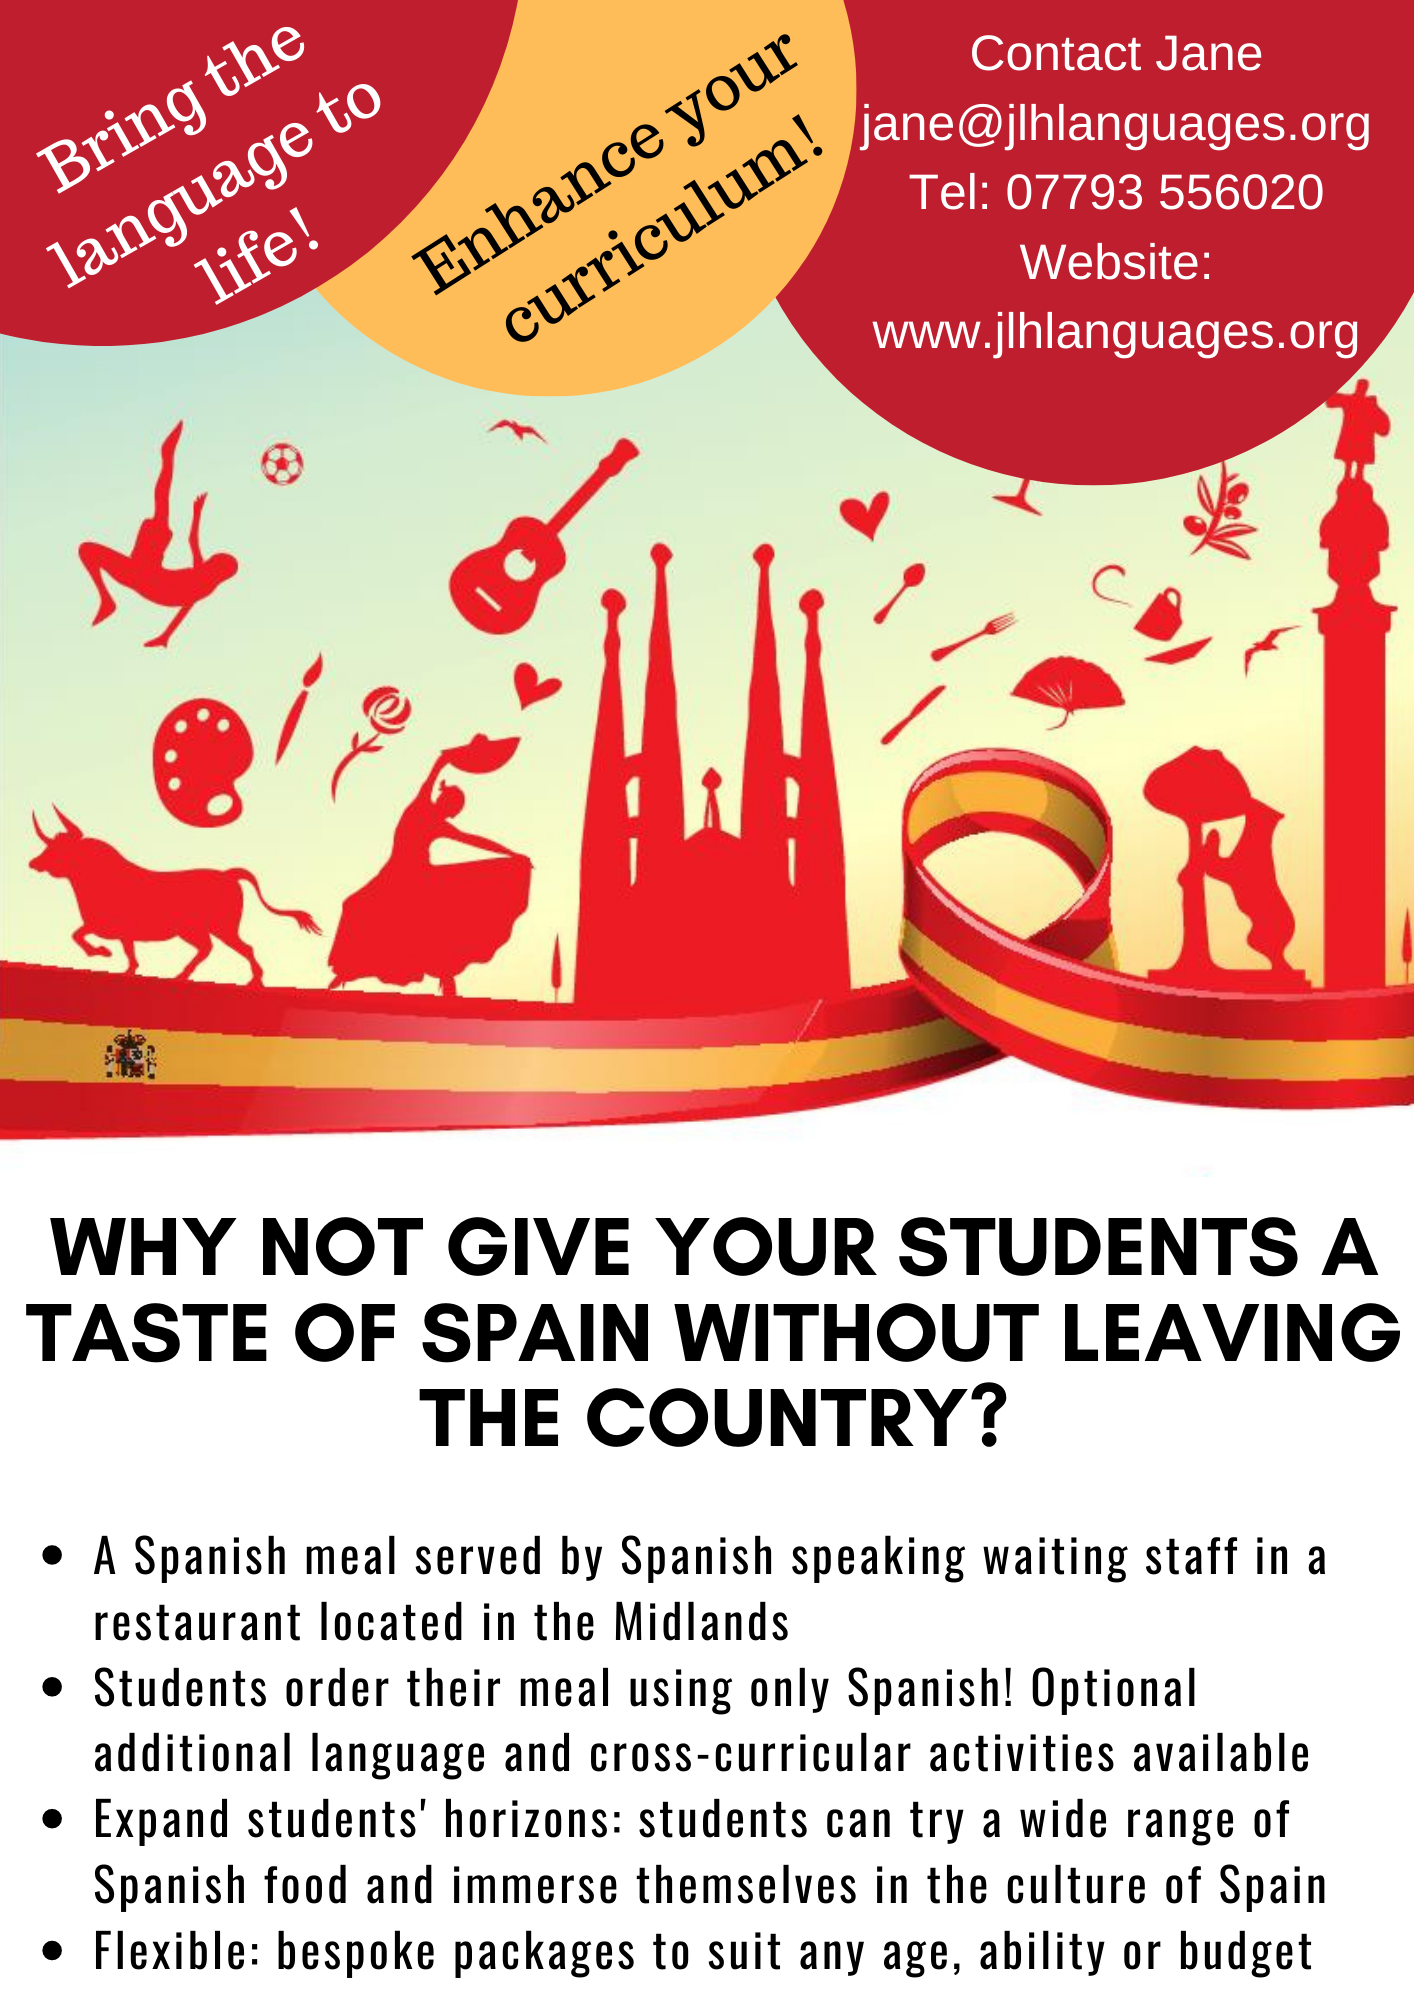 Bring the
language to
life!
Enhance your
curriculum!
Contact Jane
jane@jlhlanguages.org
Tel: 07793 556020
Website:
www.jlhlanguages.org
WHY NOT GIVE YOUR STUDENTS A
TASTE OF SPAIN WITHOUT LEAVING
THE COUNTRY?
• A Spanish meal served by Spanish speaking waiting staff in a
restaurant located in the Midlands
• Students order their meal using only Spanish! Optional
additional language and cross-curricular activities available
• Expand students' horizons: students can try a wide range of
Spanish food and immerse themselves in the culture of Spain
• Flexible: bespoke packages to suit any age, ability or budget